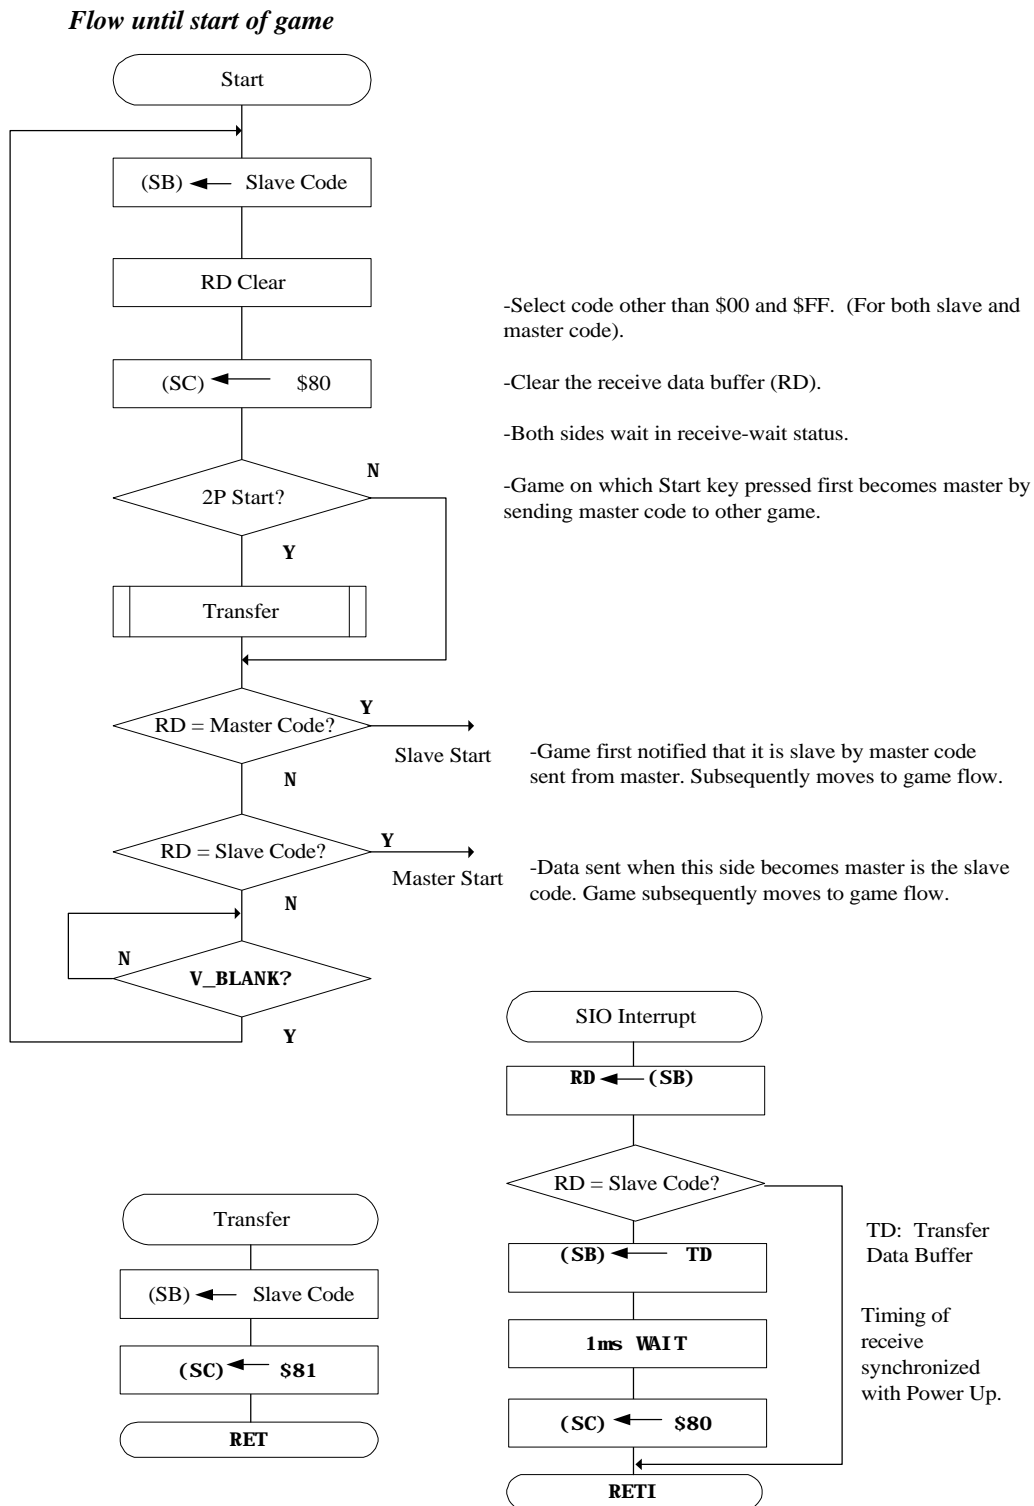 Flow until start of game
Start
(SB) ← Slave Code
RD Clear
(SC) ← $80
2P Start?
N
Y
Transfer
RD = Master Code?
Y
Slave Start
N
RD = Slave Code?
Y
Master Start
N
V_BLANK?
N
Y
-Select code other than $00 and $FF. (For both slave and
master code).
-Clear the receive data buffer (RD).
-Both sides wait in receive-wait status.
-Game on which Start key pressed first becomes master by
sending master code to other game.
-Game first notified that it is slave by master code
sent from master. Subsequently moves to game flow.
-Data sent when this side becomes master is the slave
code. Game subsequently moves to game flow.
Transfer
(SB) ← Slave Code
(SC) ← $81
RET
SIO Interrupt
RD ← (SB)
RD = Slave Code?
(SB) ← TD
1ms WAIT
(SC) ← $80
RETI
TD: Transfer
Data Buffer
Timing of
receive
synchronized
with Power Up.